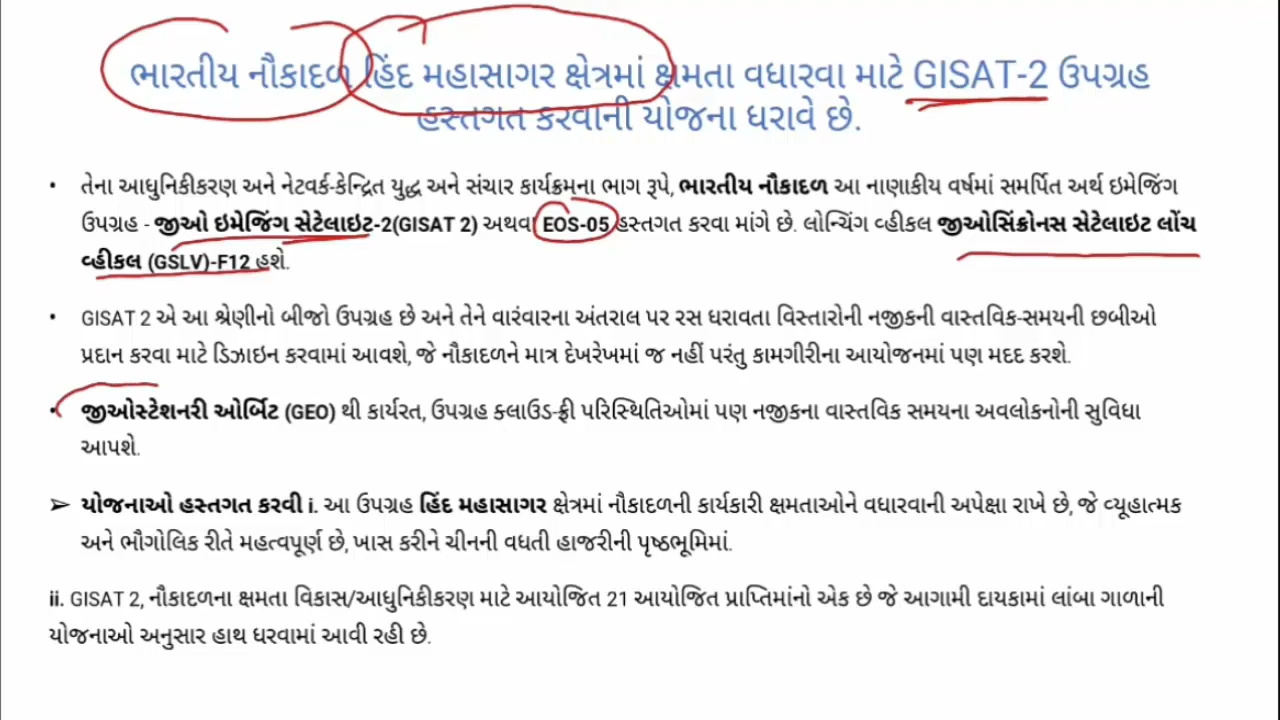 ભારતીય નૌકાદળ હિંદ મહાસાગર ક્ષેત્રમાં ક્ષમતા વધારવા માટે GISAT-2 ઉપગ્રહ
હસ્તગત કરવાની યોજના ધરાવે છે.
• તેના આધુનિકીકરણ અને નેટવર્ક-કેન્દ્રિત યુદ્ધ અને સંચાર કાર્યક્રમના ભાગ રૂપે, ભારતીય નૌકાદળ આ નાણાકીય વર્ષમાં સમર્પિત અર્થ ઇમેજિંગ
ઉપગ્રહ - જીઓ ઇમેજિંગ સેટેલાઇટ-2(GISAT 2) અથવા EOS-05 હસ્તગત કરવા માંગે છે. લોન્ચિંગ વ્હીકલ જીઓસિંક્રોનસ સેટેલાઇટ લોંચ
વ્હીકલ (GSLV)-F12 હશે.
• GISAT 2 એ આ શ્રેણીનો બીજો ઉપગ્રહ છે અને તેને વારંવારના અંતરાલ પર રસ ધરાવતા વિસ્તારોની નજીકની વાસ્તવિક-સમયની છબીઓ
પ્રદાન કરવા માટે ડિઝાઇન કરવામાં આવશે, જે નૌકાદળને માત્ર દેખરેખમાં જ નહીં પરંતુ કામગીરીના આયોજનમાં પણ મદદ કરશે.
• જીઓસ્ટેશનરી ઓર્બિટ (GEO) થી કાર્યરત, ઉપગ્રહ ક્લાઉડ-ફ્રી પરિસ્થિતિઓમાં પણ નજીકના વાસ્તવિક સમયના અવલોકનોની સુવિધા
આપશે.
➢ યોજનાઓ હસ્તગત કરવી i. આ ઉપગ્રહ હિંદ મહાસાગર ક્ષેત્રમાં નૌકાદળની કાર્યકારી ક્ષમતાઓને વધારવાની અપેક્ષા રાખે છે, જે વ્યૂહાત્મક
અને ભૌગોલિક રીતે મહત્વપૂર્ણ છે, ખાસ કરીને ચીનની વધતી હાજરીની પૃષ્ઠભૂમિમાં.
ii. GISAT 2, નૌકાદળના ક્ષમતા વિકાસ/આધુનિકીકરણ માટે આયોજિત 21 આયોજિત પ્રાપ્તિમાંનો એક છે જે આગામી દાયકામાં લાંબા ગાળાની
યોજનાઓ અનુસાર હાથ ધરવામાં આવી રહી છે.